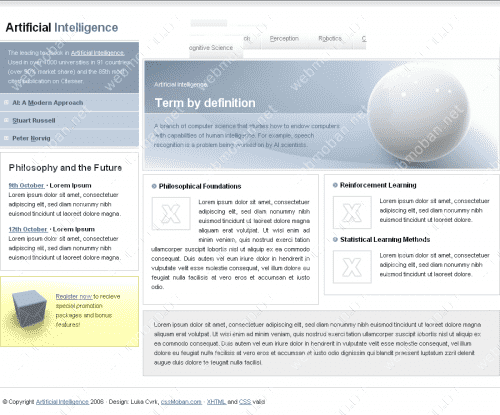 Artificial Intelligence
Perception
Robotics
C
ognitive Science
The leading textbook in Artificial Intelligence.
Used in over 1000 universities in 91 countries
(over 90% market share) and the 85th most
cited publication on Citeseer.
AI: A Modern Approach
Stuart Russell
Peter Norvig
Philosophy and the Future
9th October - Lorem Ipsum
Lorem ipsum dolor sit amet, consectetuer
adipiscing elit, sed diam nonummy nibh
euismod tincidunt ut laoreet dolore magna.
12th October - Lorem Ipsum
Lorem ipsum dolor sit amet, consectetuer
adipiscing elit, sed diam nonummy nibh
euismod tincidunt ut laoreet dolore magna.
Register now to recieve
special promotion
packages and bonus
features!
Artificial Intelligence
Term by definition
A branch of computer science that studies how to endow computers
with capabilities of human intelligence. For example, speech
recognition is a problem being worked on by AI scientists.
Philosophical Foundations
Lorem ipsum dolor sit amet, consectetuer
adipiscing elit, sed diam nonummy nibh
euismod tincidunt ut laoreet dolore magna
aliquam erat volutpat. Ut wisi enim ad
minim veniam, quis nostrud exerci tation
ullamcorper suscipit lobortis nisl ut aliquip ex ea commodo
consequat. Duis autem vel eum iriure dolor in hendrerit in
vulputate velit esse molestie consequat, vel illum dolore eu
feugiat nulla facilisis at vero eros et accumsan et iusto
odio.
Reinforcement Learning
Lorem ipsum dolor sit amet, consectetuer
adipiscing elit, sed diam nonummy nibh
euismod tincidunt ut laoreet dolore.
Statistical Learning Methods
Lorem ipsum dolor sit amet, consectetuer
adipiscing elit, sed diam nonummy nibh
euismod tincidunt ut laoreet dolore.
Lorem ipsum dolor sit amet, consectetuer adipiscing elit, sed diam nonummy nibh euismod tincidunt ut laoreet dolore magna
aliquam erat volutpat. Ut wisi enim ad minim veniam, quis nostrud exerci tation ullamcorper suscipit lobortis nisl ut aliquip ex
ea commodo consequat. Duis autem vel eum iriure dolor in hendrerit in vulputate velit esse molestie consequat, vel illum
dolore eu feugiat nulla facilisis at vero eros et accumsan et iusto odio dignissim qui blandit praesent luptatum zzril delenit
augue duis dolore te feugait nulla facilisi.
© Copyright Artificial Intelligence 2006 · Design: Luka Cvrk, cssMoban.com · XHTML and CSS valid